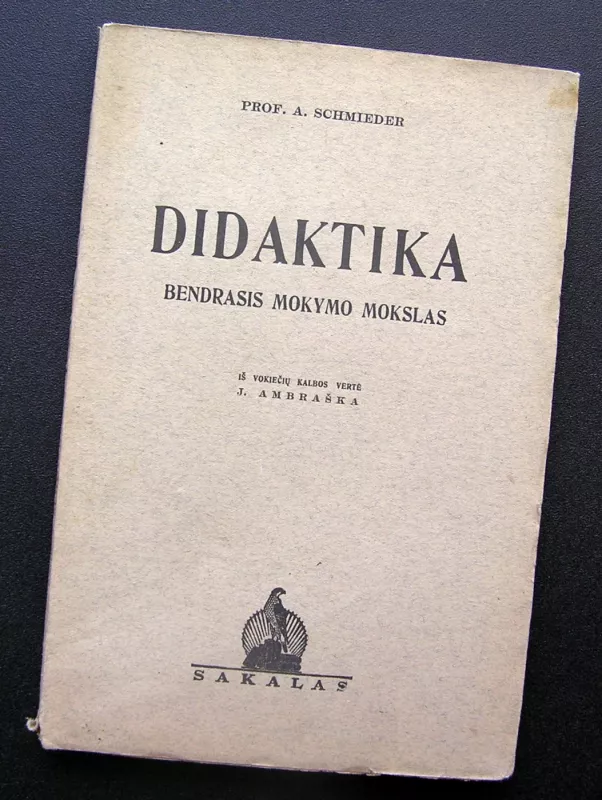 PROF. A. SCHMIEDER
DIDAKTIKA
BENDRASIS MOKYMO MOKSLAS
IŠ VOKIEČIŲ KALBOS VERTĖ
J. AMBRAŠKA
SAKALAS